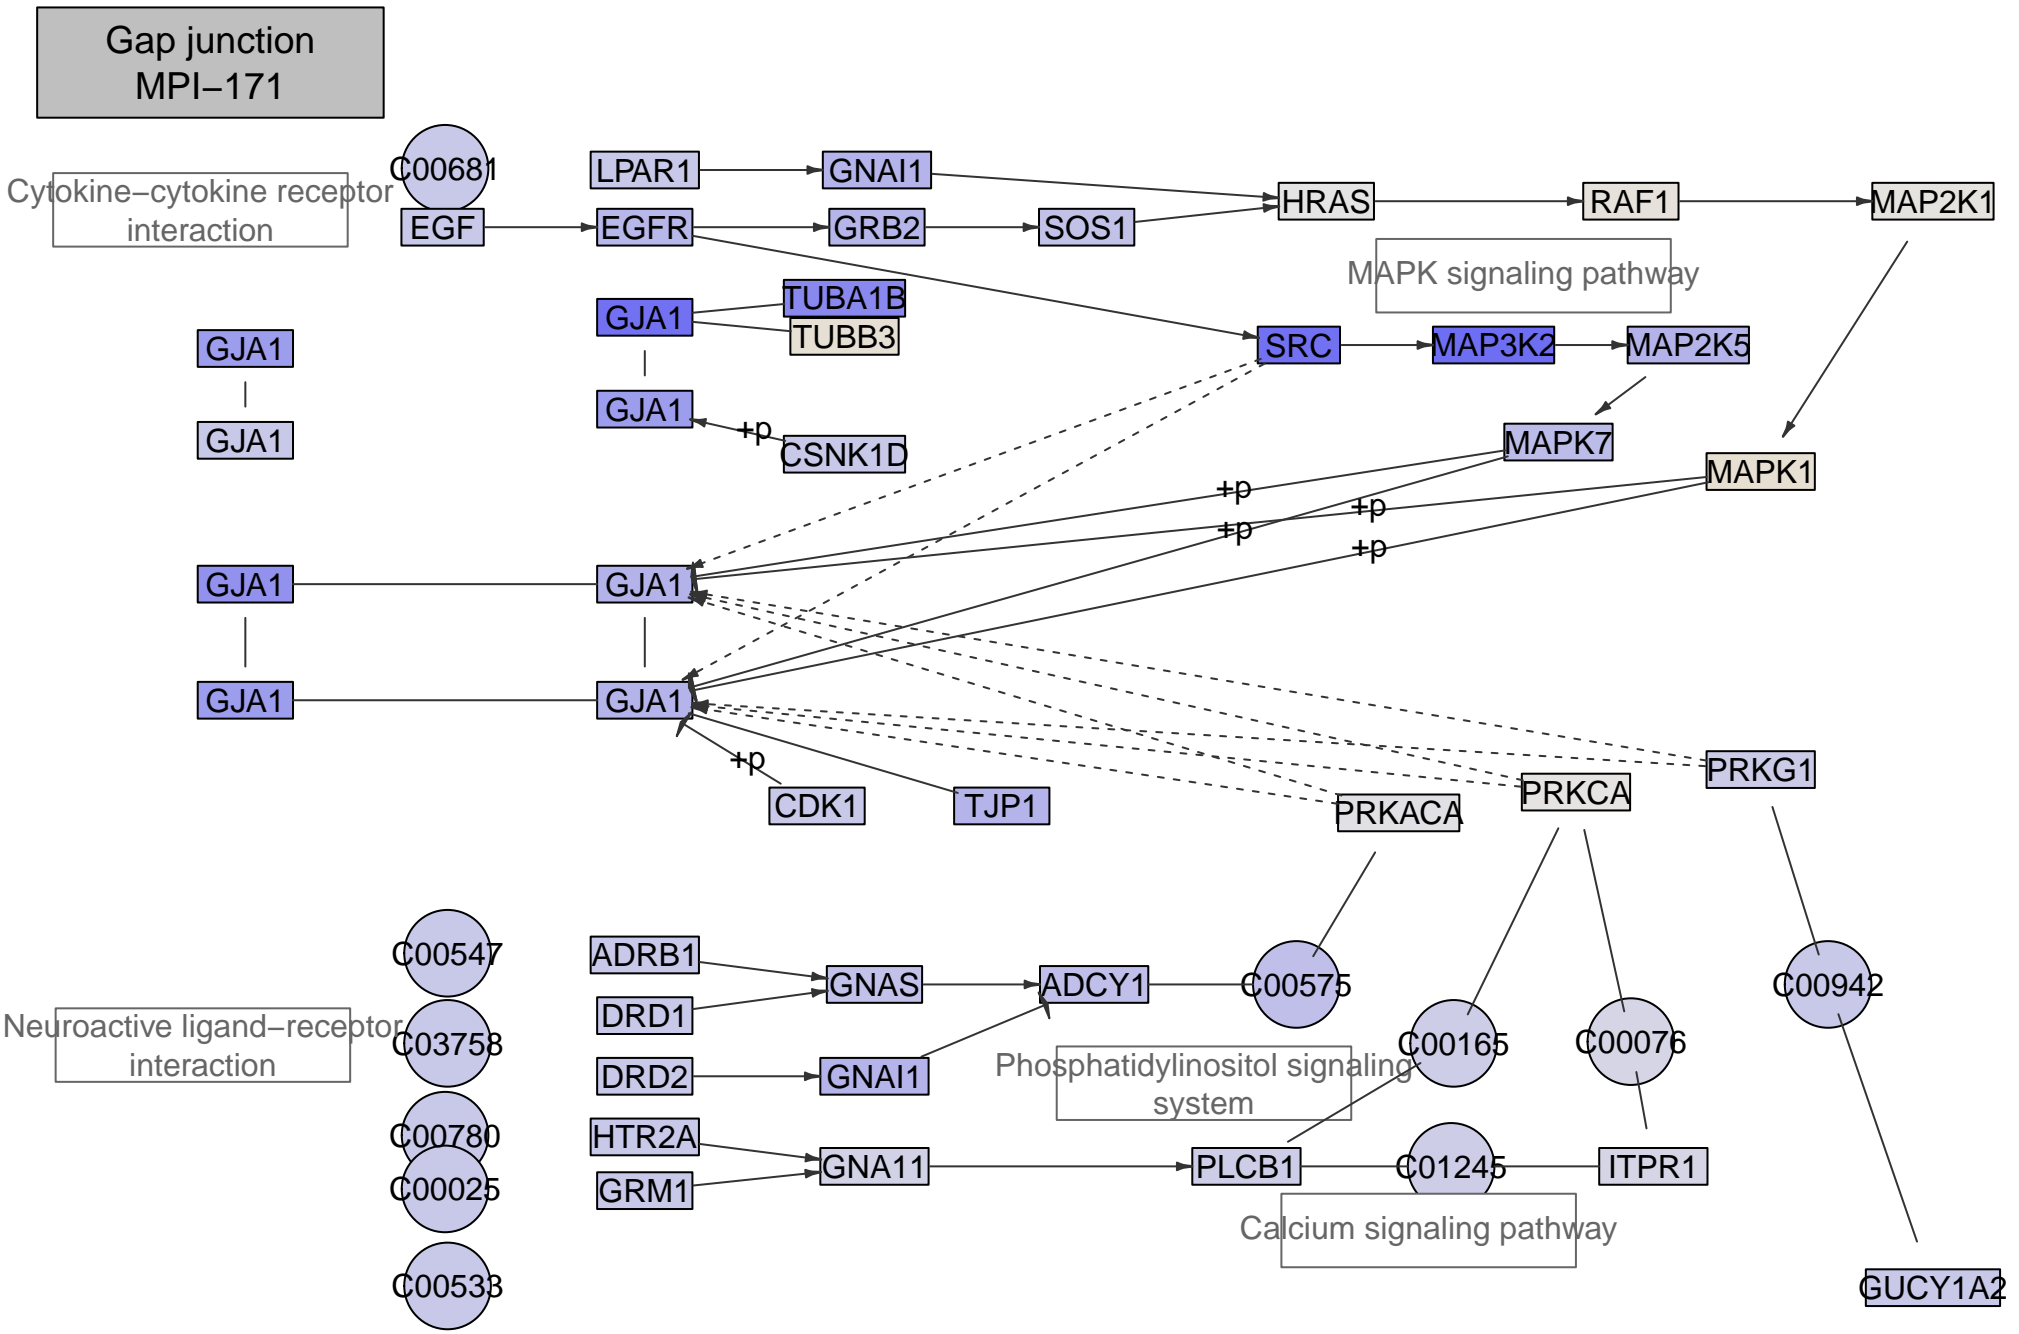 Gap junction
MPI−171
C00681
LPAR1
GNAI1
Cytokine−cytokine receptor
interaction
HRAS
RAF1
MAP2K1
EGF
EGFR
GRB2
SOS1
MAPK signaling pathway
TUBA1B
GJA1
TUBB3
GJA1
SRC
MAP3K2
MAP2K5
GJA1
+p
GJA1
CSNK1D
MAPK7
MAPK1
+p
+p
+p
+p
GJA1
GJA1
GJA1
GJA1
+p
CDK1
TJP1
PRKACA
PRKCA
PRKG1
C00547
ADRB1
GNAS
ADCY1
C00575
C00942
DRD1
Neuroactive ligand−receptor
interaction
C03758
C00165
C00076
DRD2
GNAI1
Phosphatidylinositol signaling
system
C00780
HTR2A
GNA11
PLCB1
C01245
ITPR1
C00025
GRM1
Calcium signaling pathway
C00533
GUCY1A2